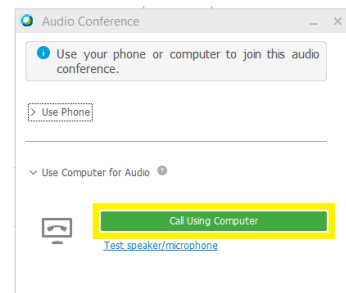 Audio Conference
Use your phone or computer to join this audio
conference.
> Use Phone
Use Computer for Audio
Call Using Computer
Test speaker/microphone